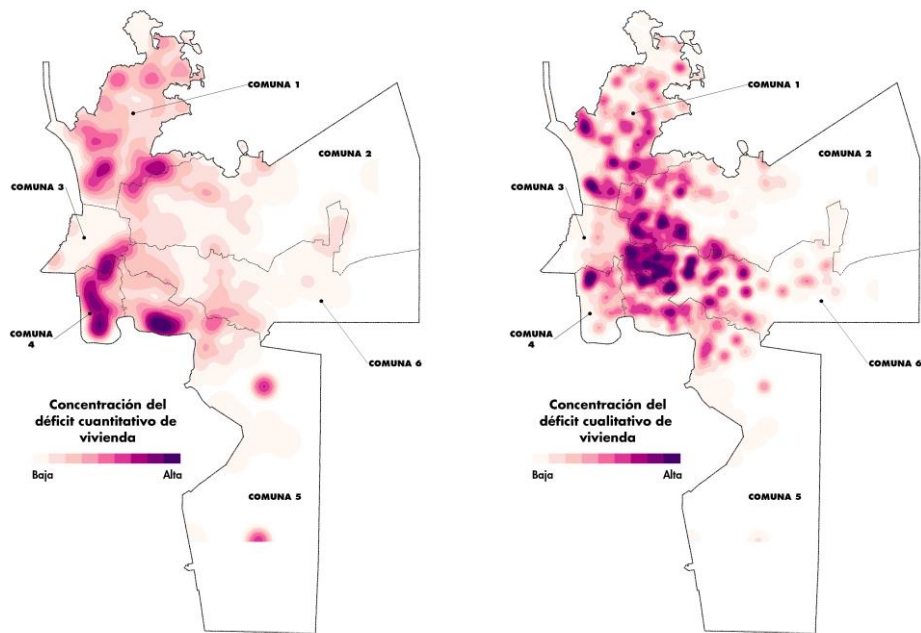 COMUNA 1
COMUNA 2
COMUNA 3
COMUNA
4
COMUNA 6
Concentración del
déficit cuantitativo de
vivienda
Baja
Alta
COMUNA 5
COMUNA 1
COMUNA 2
COMUNA 3
COMUNA
4
COMUNA 6
Concentración del
déficit cualitativo de
vivienda
Baja
Alta
COMUNA 5